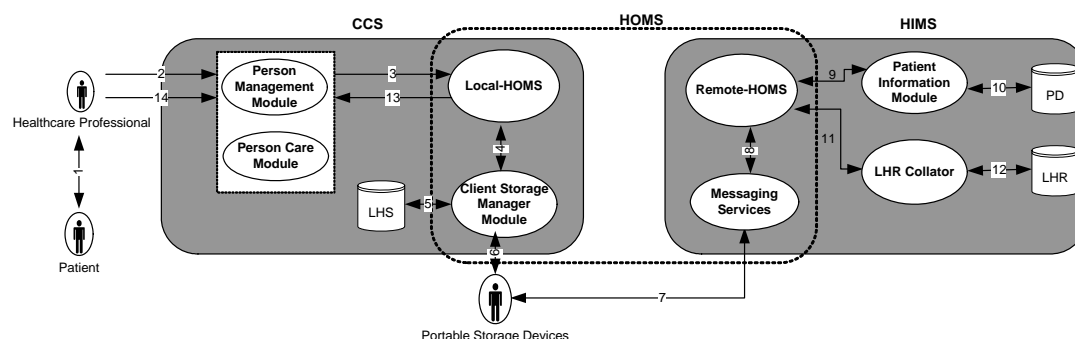 CCS
HOMS
HIMS
2
14
Healthcare Professional
1
Patient
Person
Management
Module
Person Care
Module
3
13
Local-HOMS
4
LHS
5
Client Storage
Manager
Module
6
Portable Storage Devices
7
Remote-HOMS
8
Messaging
Services
9
11
Patient
Information
Module
10
PD
LHR Collator
12
LHR